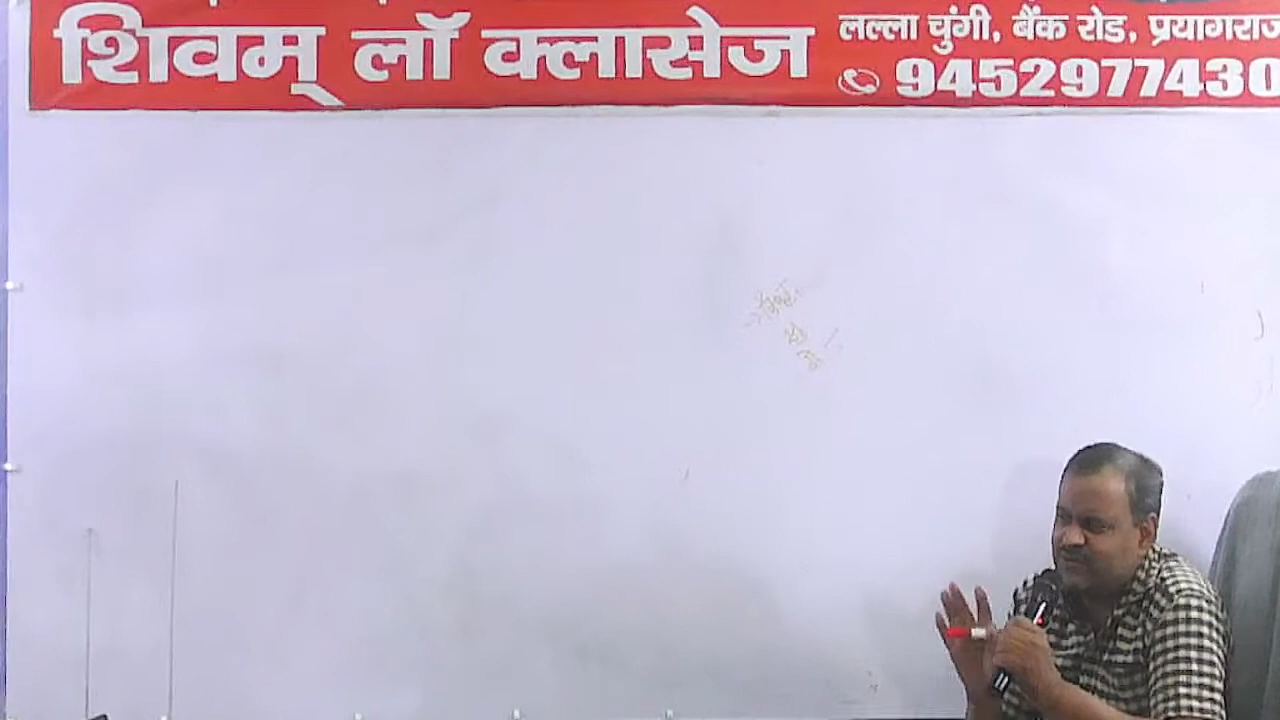 शिवम् लॉ क्लासेज
लल्ला चुंगी, बैंक रोड, प्रयागराज
9452977430